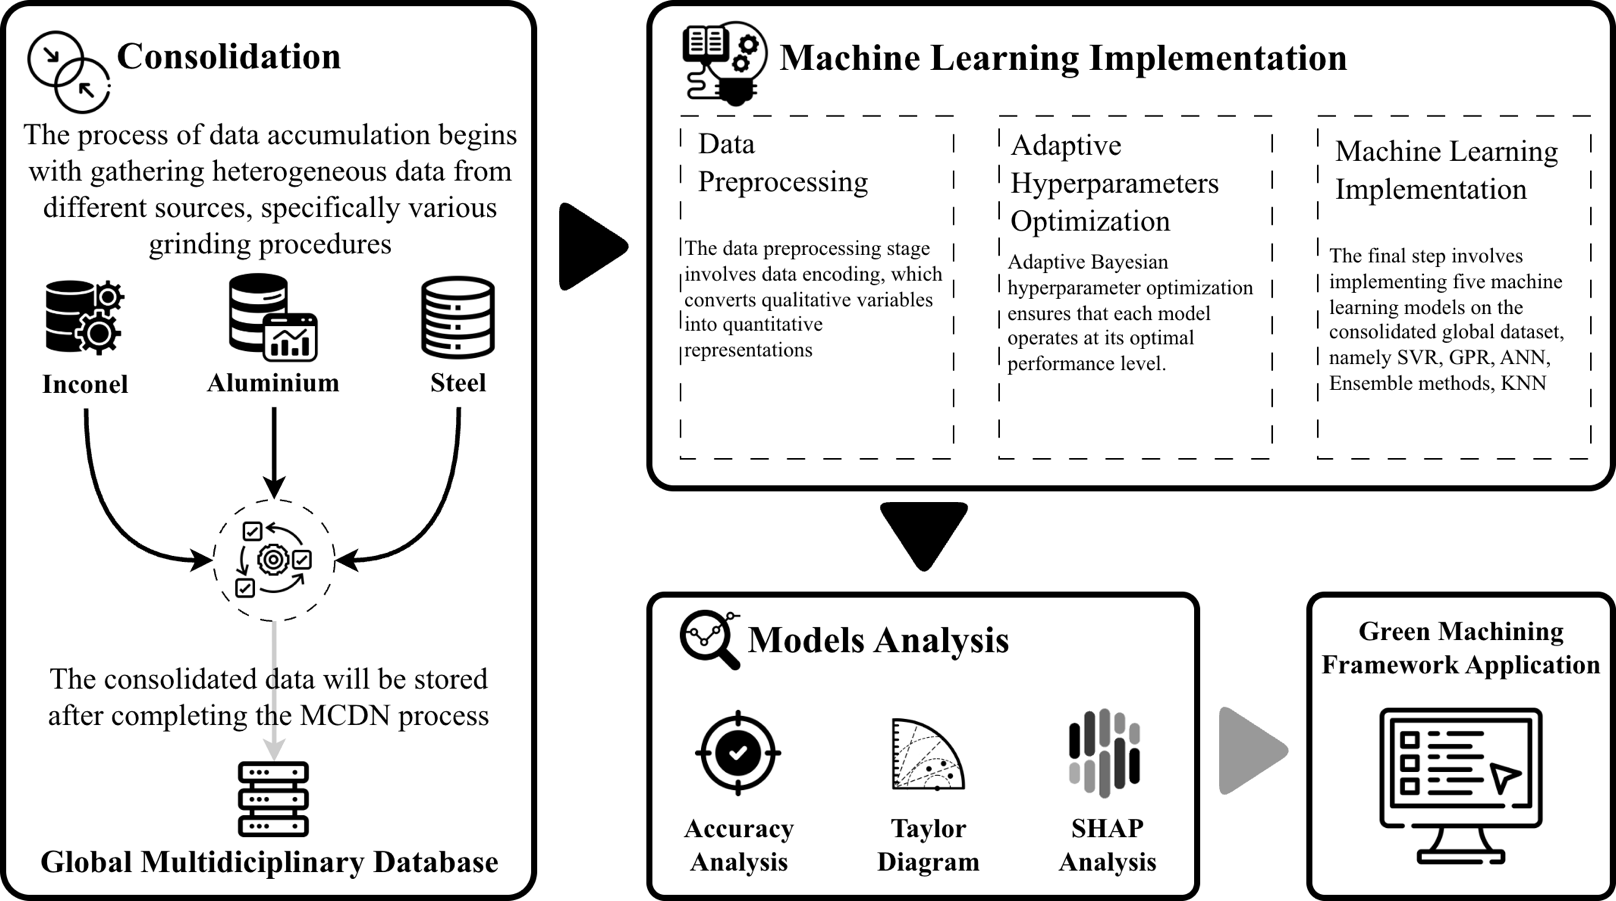 Consolidation
The process of data accumulation begins
with gathering heterogeneous data from
different sources, specifically various
grinding procedures
Inconel
Aluminium
Steel
The consolidated data will be stored
after completing the MCDN process
Global Multidiciplinary Database
Machine Learning Implementation
Data
Preprocessing
The data preprocessing stage
involves data encoding, which
converts qualitative variables
into quantitative
representations
Adaptive
Hyperparameters
Optimization
Adaptive Bayesian
hyperparameter optimization
ensures that each model
operates at its optimal
performance level.
Machine Learning
Implementation
The final step involves
implementing five machine
learning models on the
consolidated global dataset,
namely SVR, GPR, ANN,
Ensemble methods, KNN
Models Analysis
Accuracy
Analysis
Taylor
Diagram
SHAP
Analysis
Green Machining
Framework Application